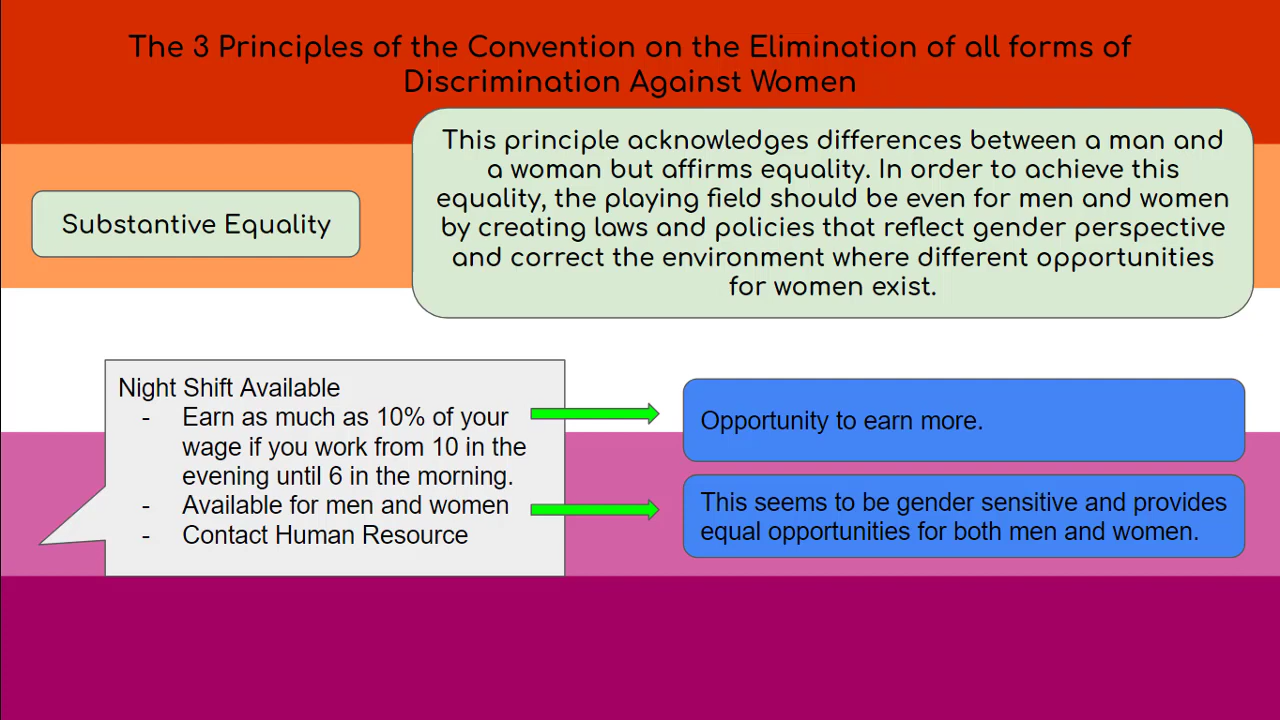 The 3 Principles of the Convention on the Elimination of all forms of
Discrimination Against Women
This principle acknowledges differences between a man and
a woman but affirms equality. In order to achieve this
equality, the playing field should be even for men and women
by creating laws and policies that reflect gender perspective
and correct the environment where different opportunities
for women exist.
Substantive Equality
Night Shift Available
- Earn as much as 10% of your
wage if you work from 10 in the
evening until 6 in the morning.
- Available for men and women
- Contact Human Resource
Opportunity to earn more.
This seems to be gender sensitive and provides
equal opportunities for both men and women.